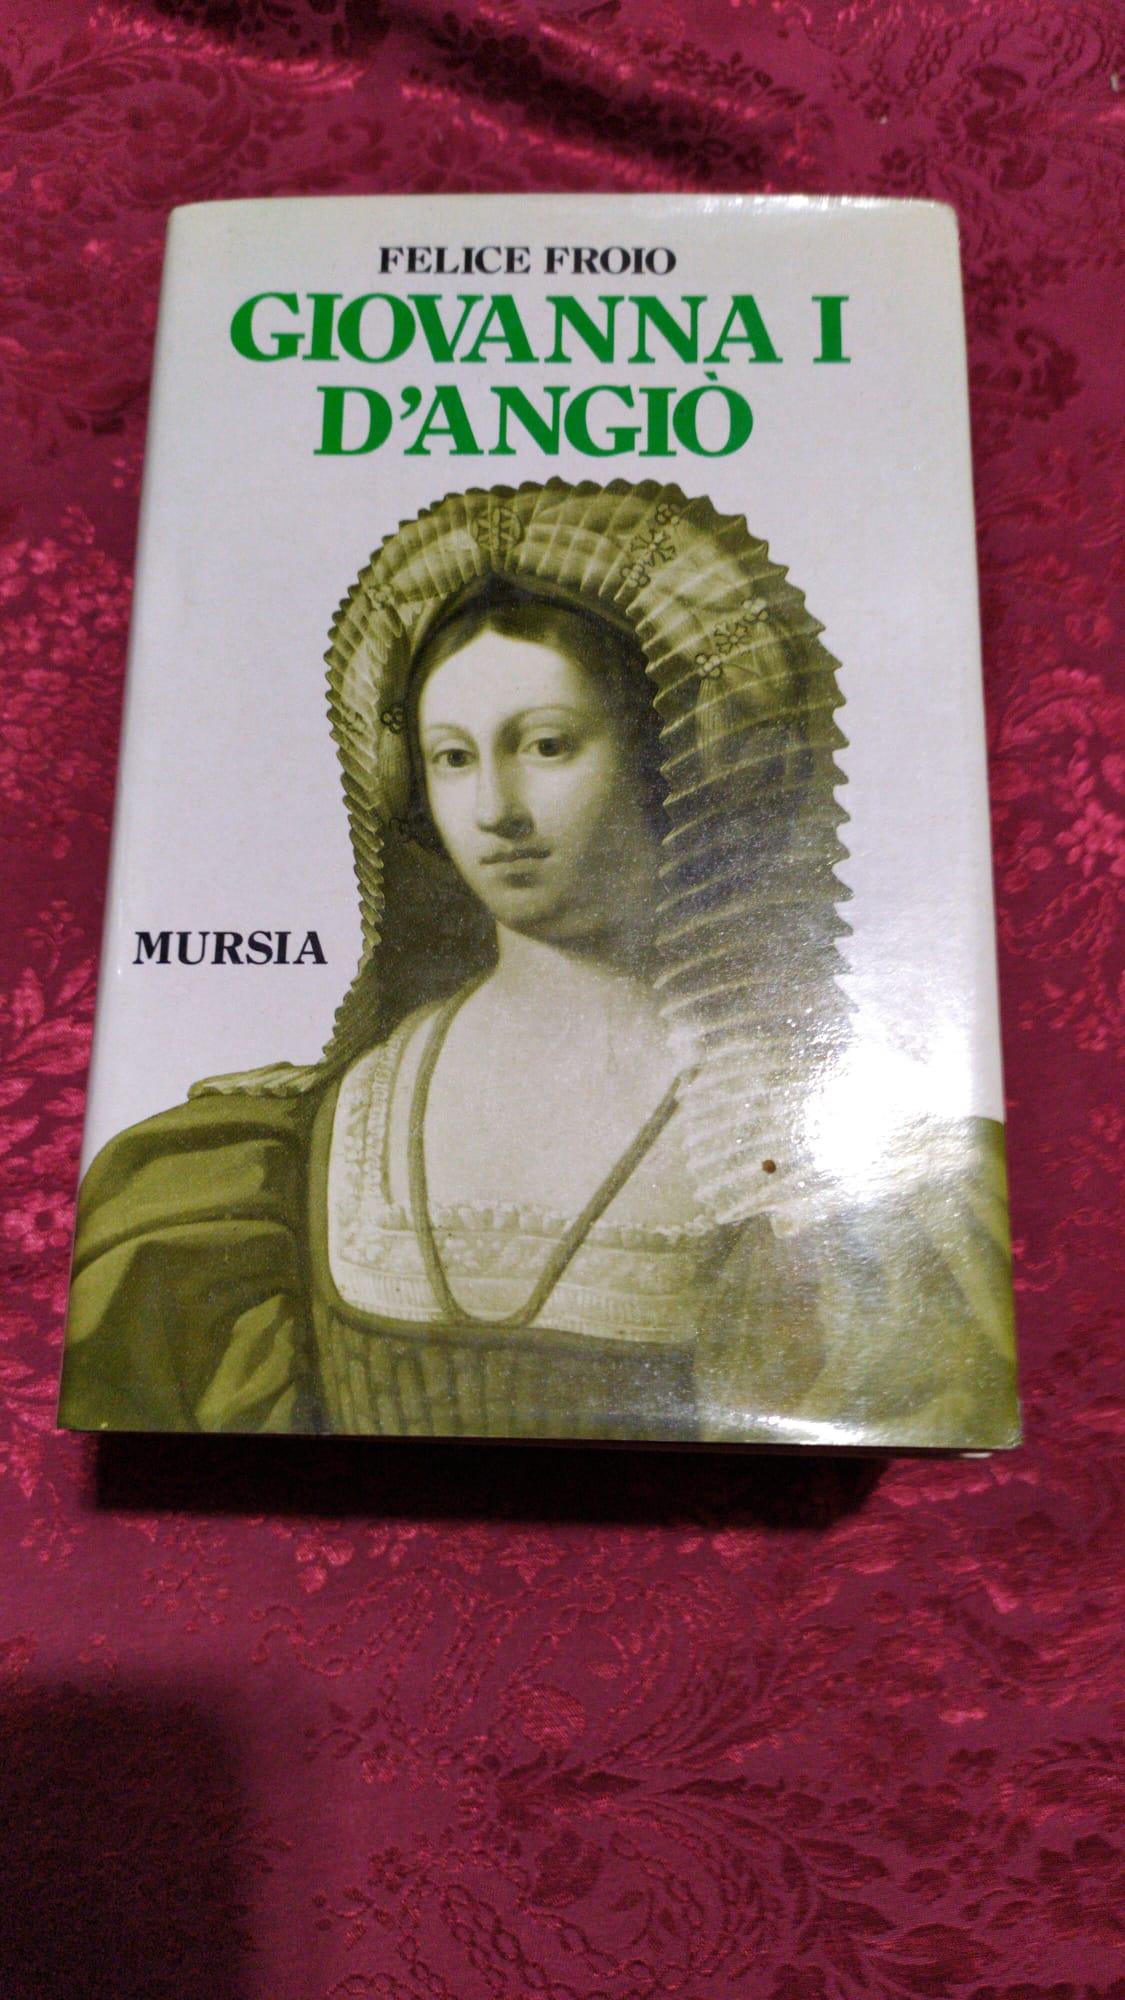 FELICE FROIO
GIOVANNA I
D'ANGIÒ
MURSIA